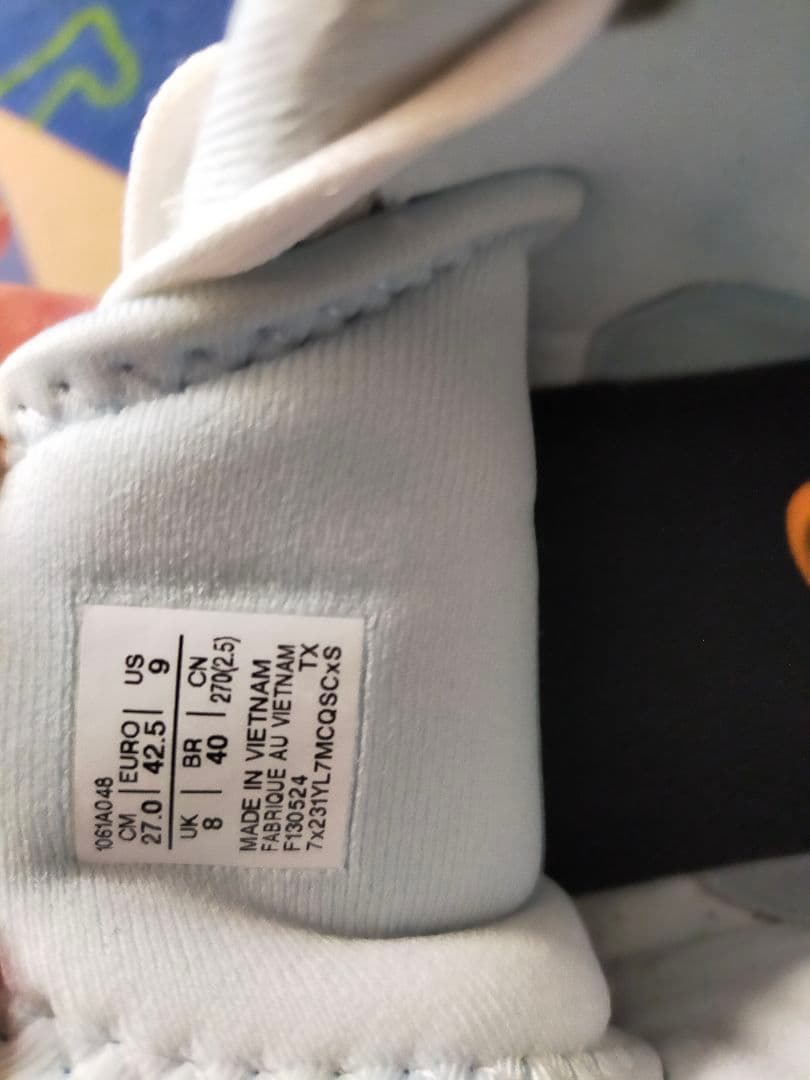 1061A048
CM | EURO | US
27.0 | 42.5 | 9
UK | BR | CN
8 | 40 | 270(2.5)
MADE IN VIETNAM
FABRIQUE AU VIETNAM
F130524 TX
7x231YL7MCQSCxS